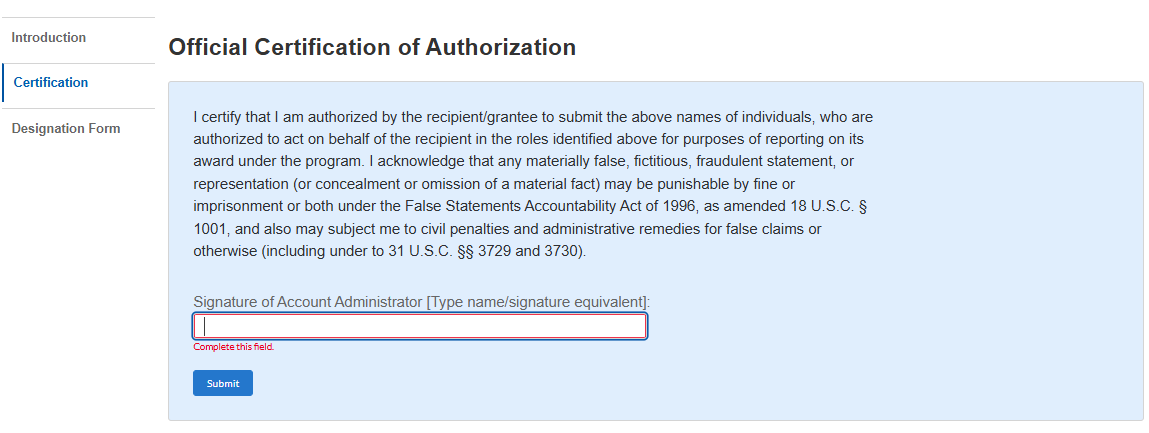 Introduction
Certification
Designation Form
Official Certification of Authorization
I certify that I am authorized by the recipient/grantee to submit the above names of individuals, who are
authorized to act on behalf of the recipient in the roles identified above for purposes of reporting on its
award under the program. I acknowledge that any materially false, fictitious, fraudulent statement, or
representation (or concealment or omission of a material fact) may be punishable by fine or
imprisonment or both under the False Statements Accountability Act of 1996, as amended 18 U.S.C. §
1001, and also may subject me to civil penalties and administrative remedies for false claims or
otherwise (including under to 31 U.S.C. §§ 3729 and 3730).
Signature of Account Administrator [Type name/signature equivalent]:
Complete this field.
Submit